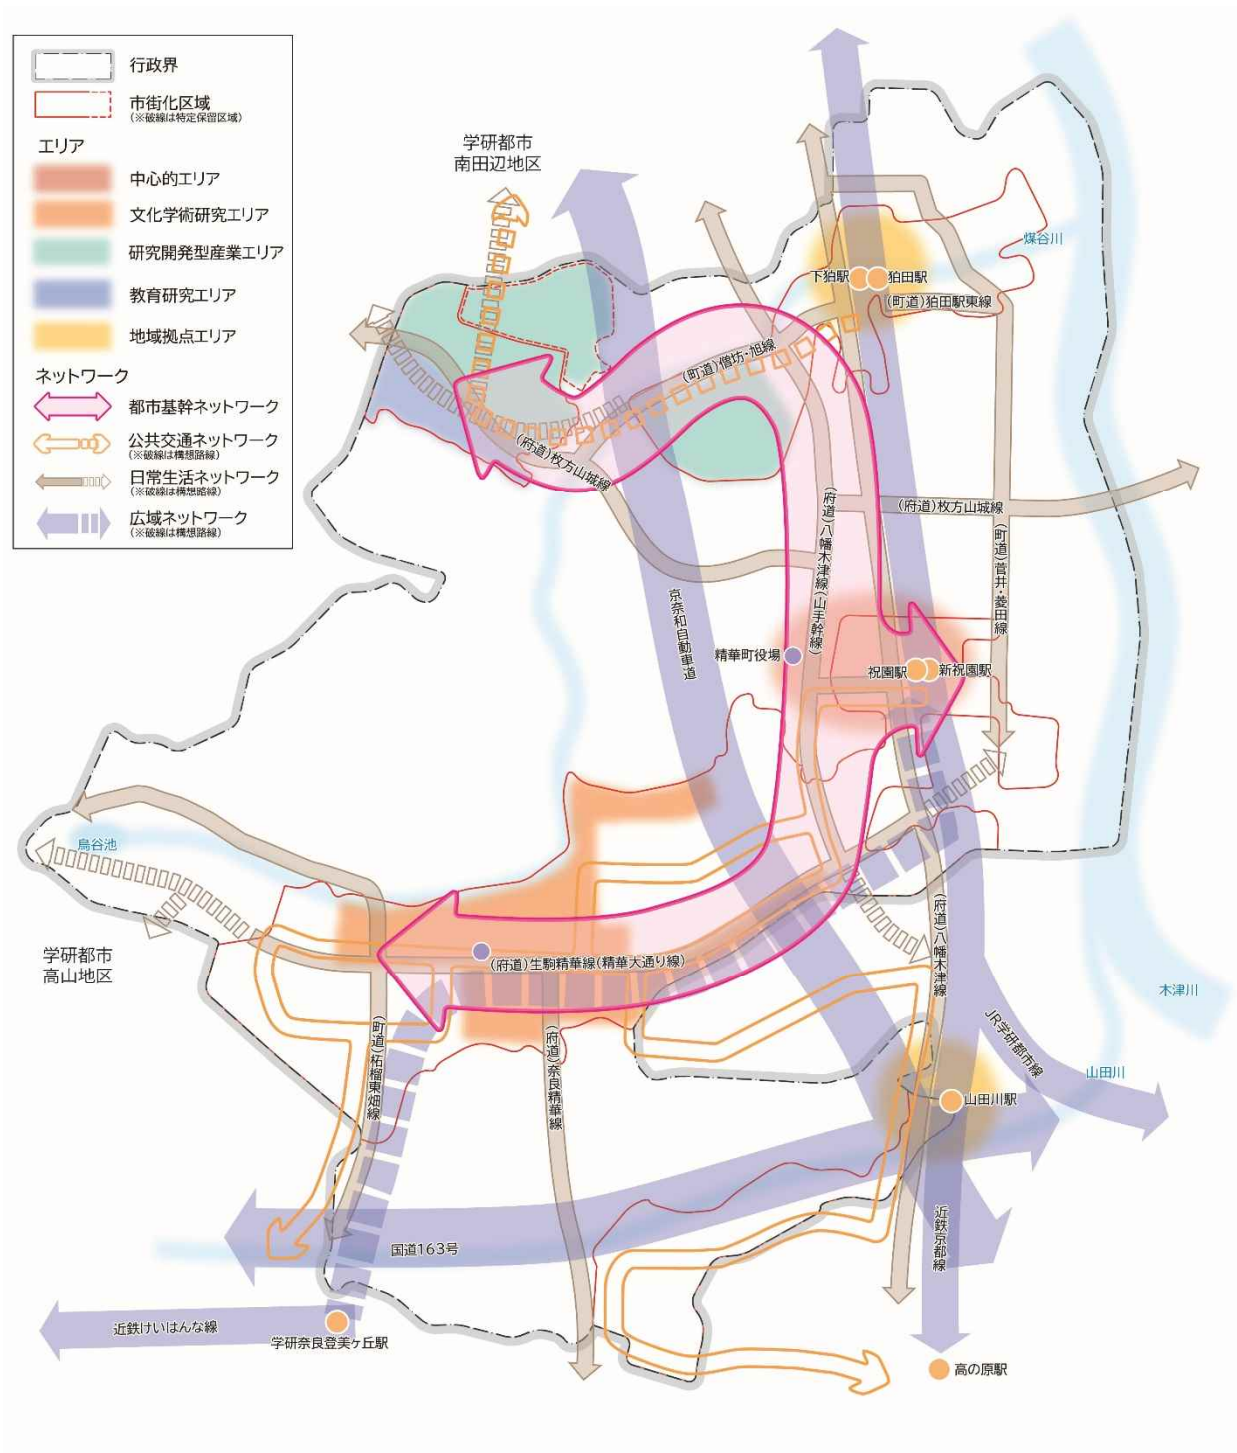 行政界
市街化区域
(※破線は特定保留区域)
エリア
中心的エリア
文化学術研究エリア
研究開発型産業エリア
教育研究エリア
地域拠点エリア
ネットワーク
都市基幹ネットワーク
公共交通ネットワーク
(※破線は構想路線)
日常生活ネットワーク
(※破線は構想路線)
広域ネットワーク
(※破線は構想路線)
学研都市
南田辺地区
煤谷川
下狛駅
狛田駅
(町道)狛田駅東線
(町道)僧坊・旭線
(府道)枚方山城線
(府道)枚方山城線
(府道)八幡木津線(山手幹線)
(町道)菅井・菱田線
京奈和自動車道
精華町役場
祝園駅
新祝園駅
鳥谷池
学研都市
高山地区
(府道)生駒精華線(精華大通り線)
(府道)八幡木津線
木津川
(町道)柘榴東畑線
(府道)奈良精華線
JR学研都市線
山田川
山田川駅
国道163号
近鉄京都線
近鉄けいはんな線
学研奈良登美ヶ丘駅
高の原駅